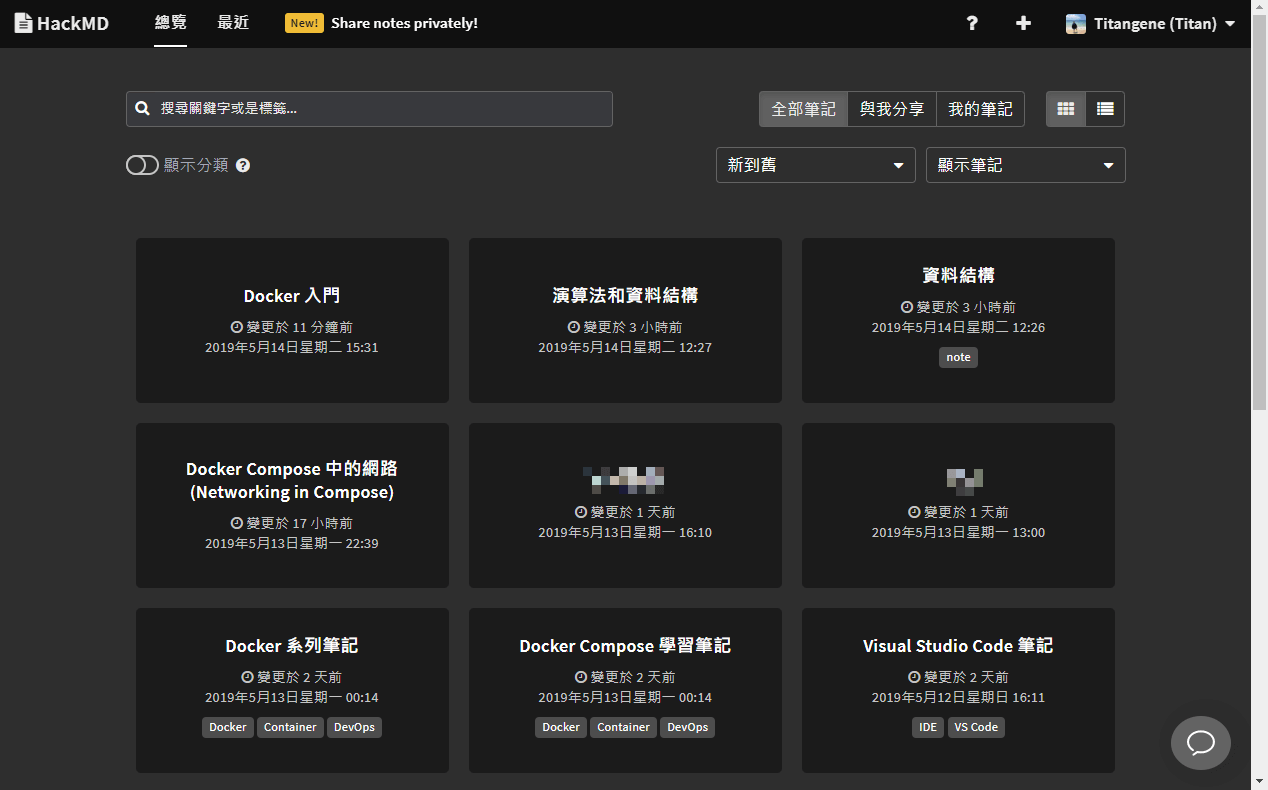 HackMD 總覽 最近 New! Share notes privately! Titangene (Titan)
搜尋關鍵字或是標籤... 全部筆記 與我分享 我的筆記
顯示分類 新到舊 顯示筆記
Docker 入門
變更於 11 分鐘前
2019年5月14日星期二 15:31
演算法和資料結構
變更於 3 小時前
2019年5月14日星期二 12:27
資料結構
變更於 3 小時前
2019年5月14日星期二 12:26
note
Docker Compose 中的網路
(Networking in Compose)
變更於 17 小時前
2019年5月13日星期一 22:39
變更於 1 天前
2019年5月13日星期一 16:10
變更於 1 天前
2019年5月13日星期一 13:00
Docker 系列筆記
變更於 2 天前
2019年5月13日星期一 00:14
Docker Container DevOps
Docker Compose 學習筆記
變更於 2 天前
2019年5月13日星期一 00:14
Docker Container DevOps
Visual Studio Code 筆記
變更於 2 天前
2019年5月12日星期日 16:11
IDE VS Code